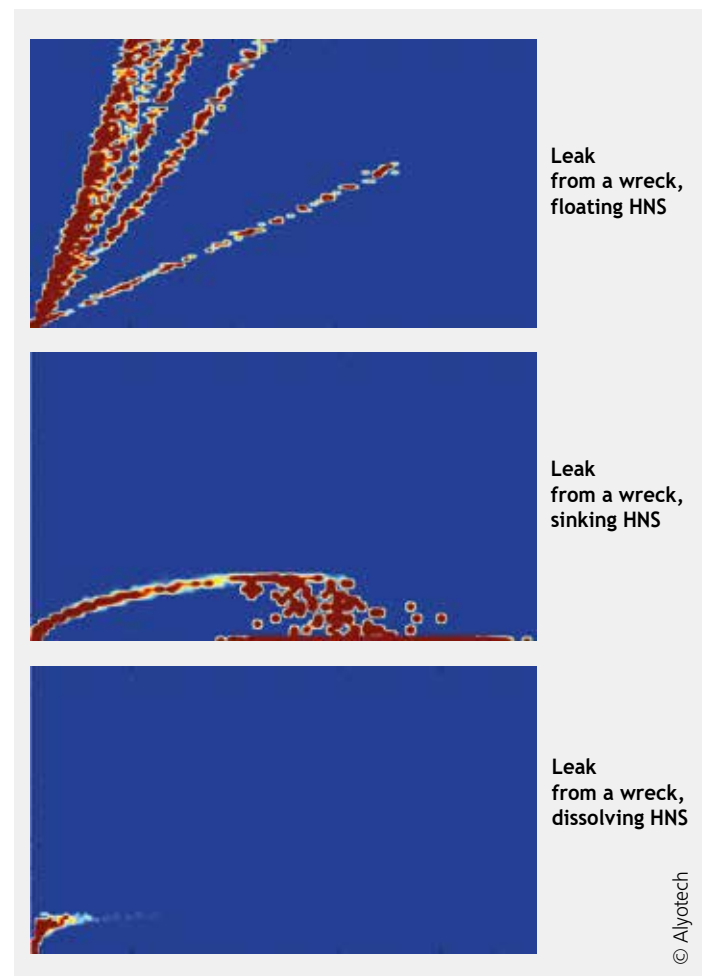 Leak
from a wreck,
floating HNS
Leak
from a wreck,
sinking HNS
Leak
from a wreck,
dissolving HNS
© Alyotech